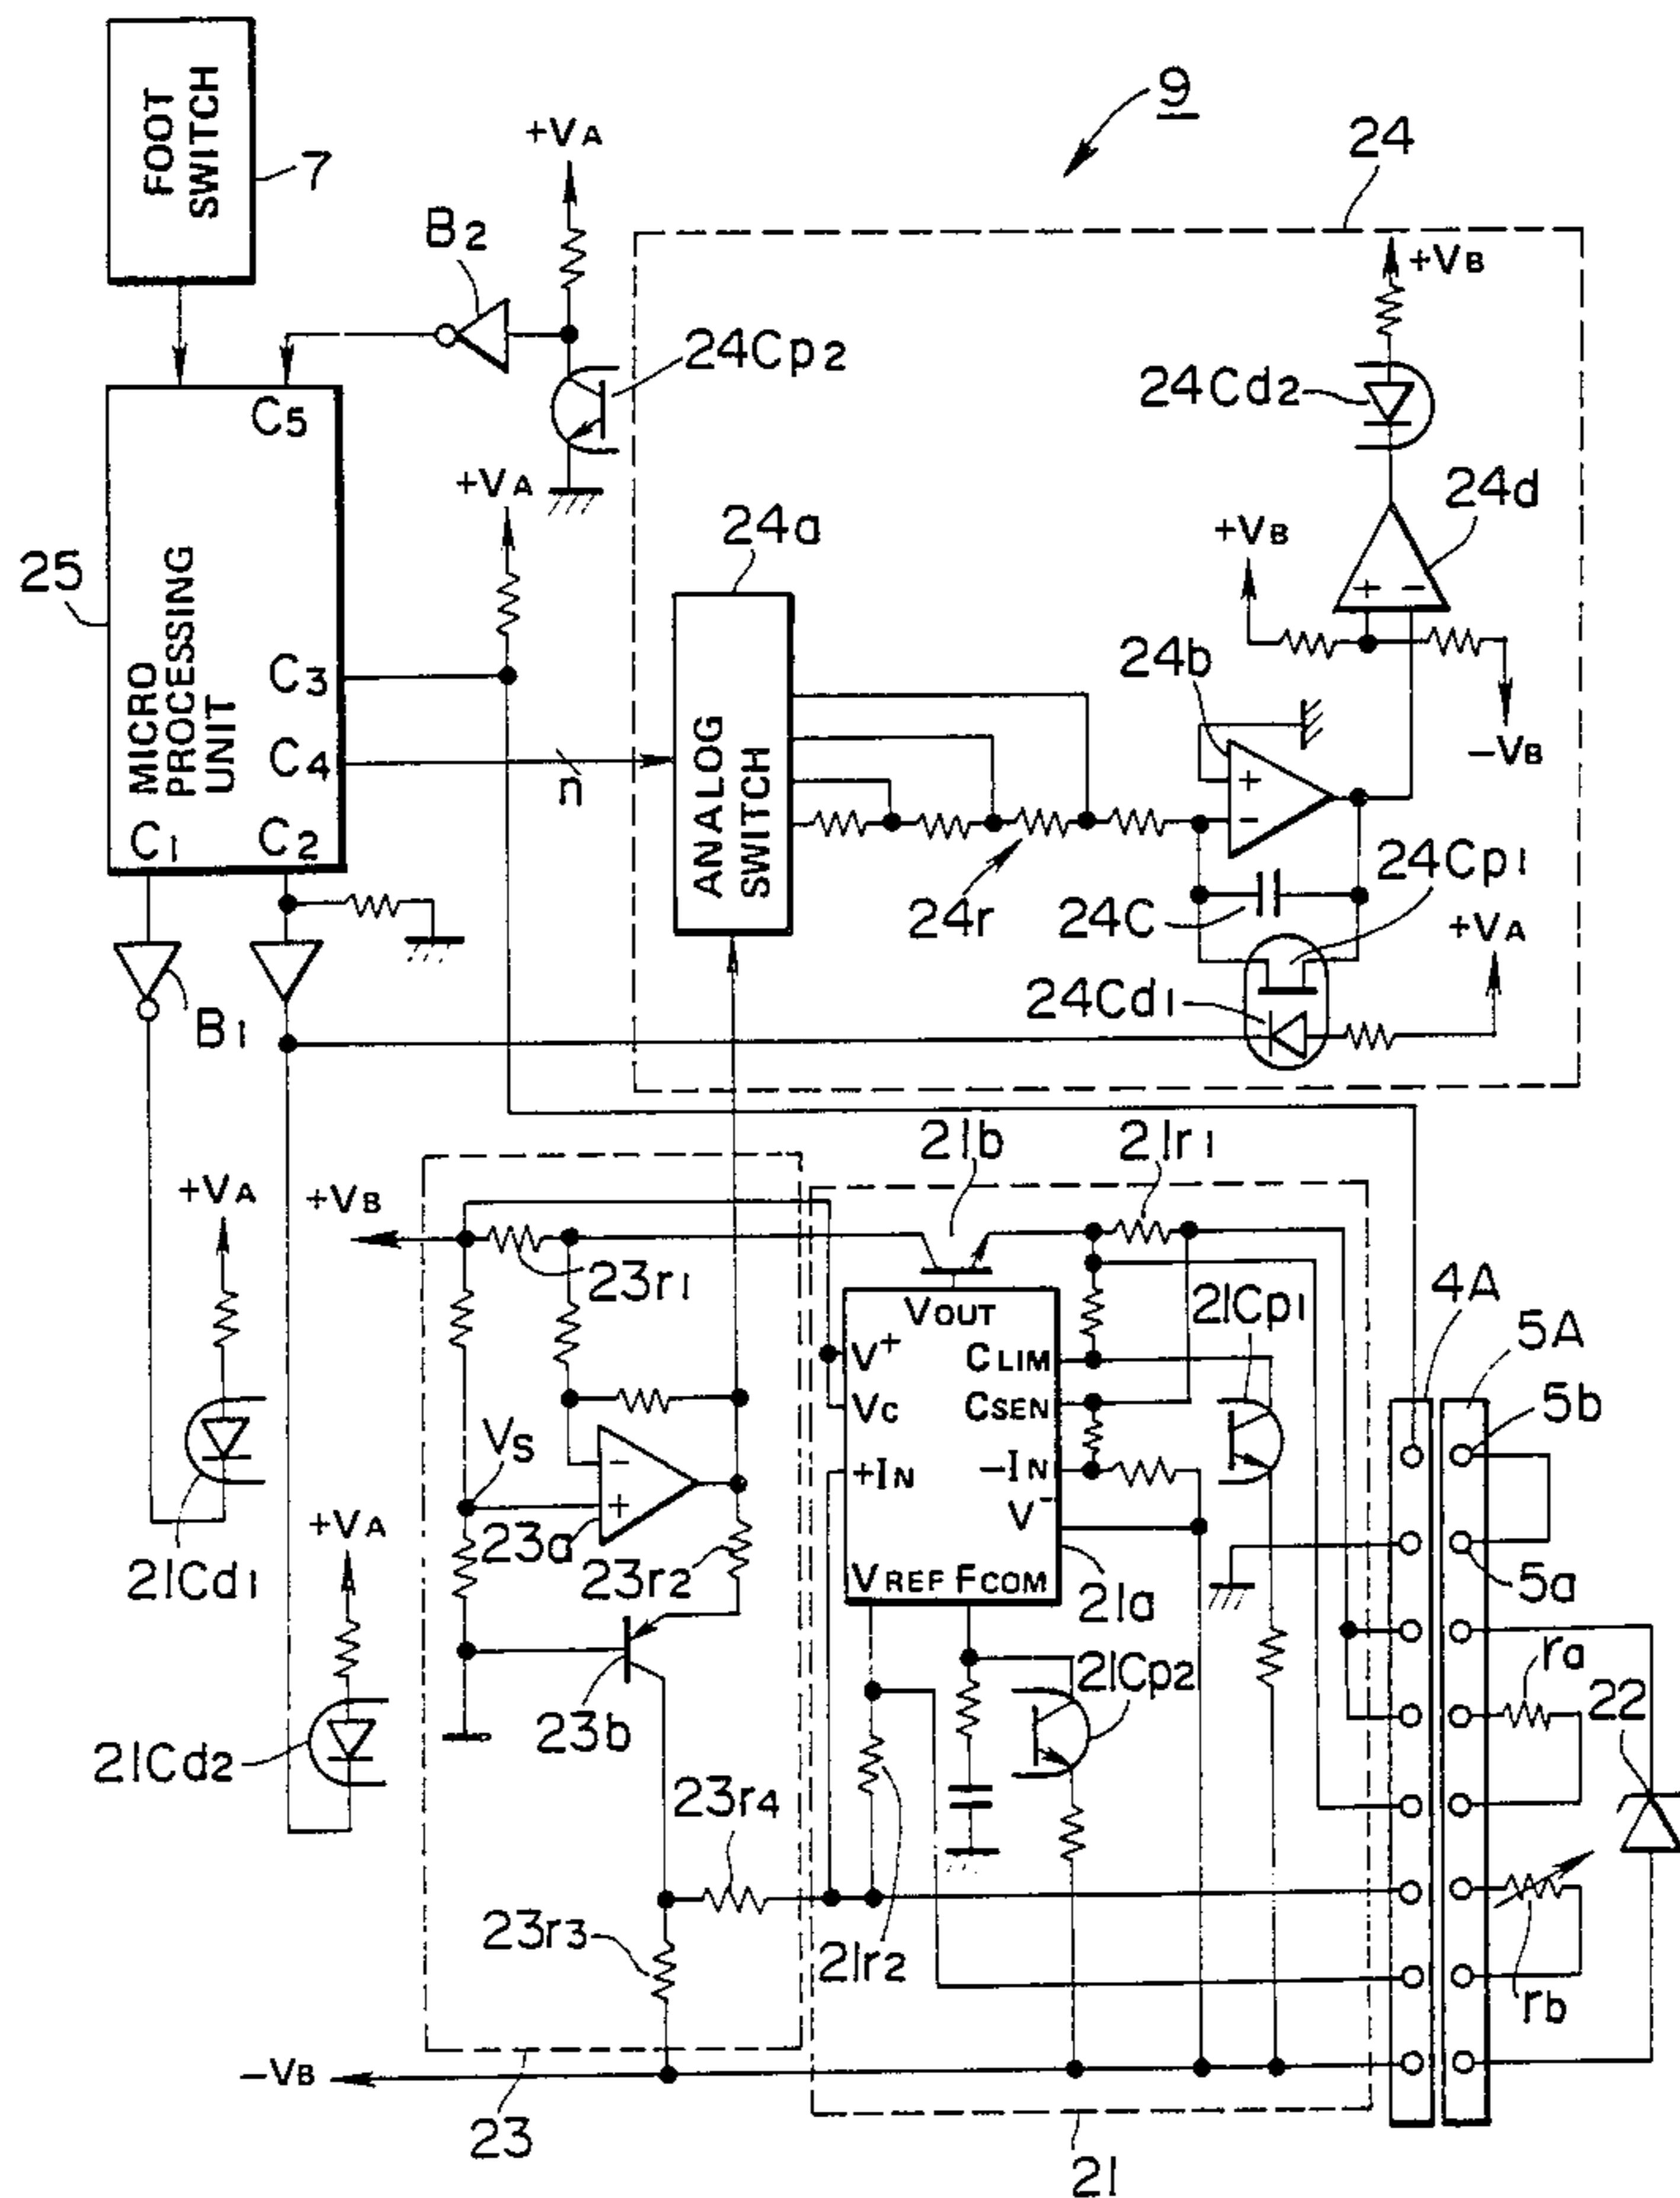 FOOT
SWITCH
7
+VA
9
24
B2
+VB
24Cp2
24Cd2
C5
+VA
24d
24a
+VB
25
MICRO
PROCESSING
UNIT
C3
24b
C4
n
-VB
ANALOG
SWITCH
C1
C2
24r
24C
24Cp1
+VA
24Cd1
B1
+VA
+VB
21b
21r1
23r1
VOUT
21Cp1
4A
5A
V+
CLIM
VC
CSEN
5b
VS
+IN
-IN
V-
+VA
23a
23r2
VREF
FCOM
21a
5a
21Cd1
ra
21Cp2
22
23b
21Cd2
23r4
23r3
21r2
rb
-VB
23
21